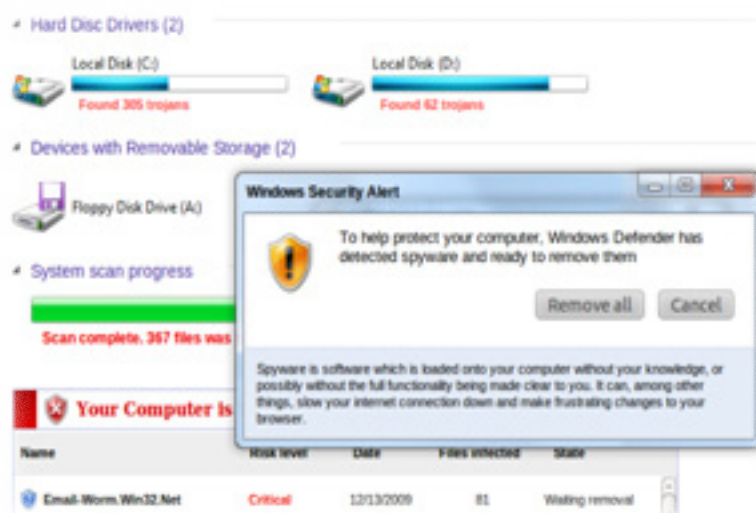 Hard Disc Drivers (2)
Local Disk (C:)
Local Disk (D:)
Found 305 trojans
Found 62 trojans
Devices with Removable Storage (2)
Floppy Disk Drive (A:)
Windows Security Alert
To help protect your computer, Windows Defender has
detected spyware and ready to remove them
Remove all
Cancel
System scan progress
Scan complete. 367 files was
Spyware is software which is loaded onto your computer without your knowledge, or
possibly without the full functionality being made clear to you. It can, among other
things, slow your internet connection down and make frustrating changes to your
browser.
Your Computer is
Name
Risk level
Date
Files infected
State
Email-Worm.Win32.Net
Critical
12/13/2009
81
Waiting removal